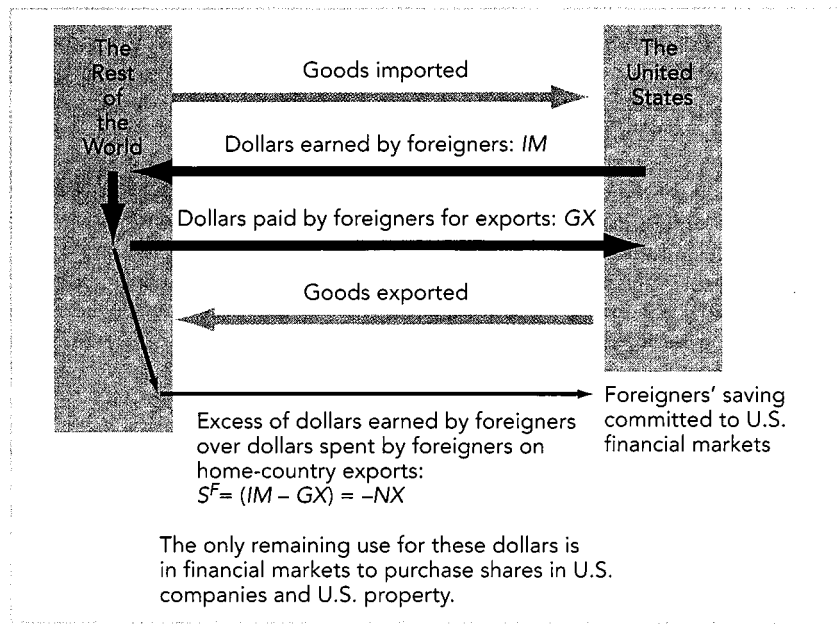 The
Rest
of
the
World
Goods imported
The
United
States
Dollars earned by foreigners: IM
Dollars paid by foreigners for exports: GX
Goods exported
Foreigners' saving
committed to U.S.
financial markets
Excess of dollars earned by foreigners
over dollars spent by foreigners on
home-country exports:
S^F= (IM – GX) = –NX
The only remaining use for these dollars is
in financial markets to purchase shares in U.S.
companies and U.S. property.